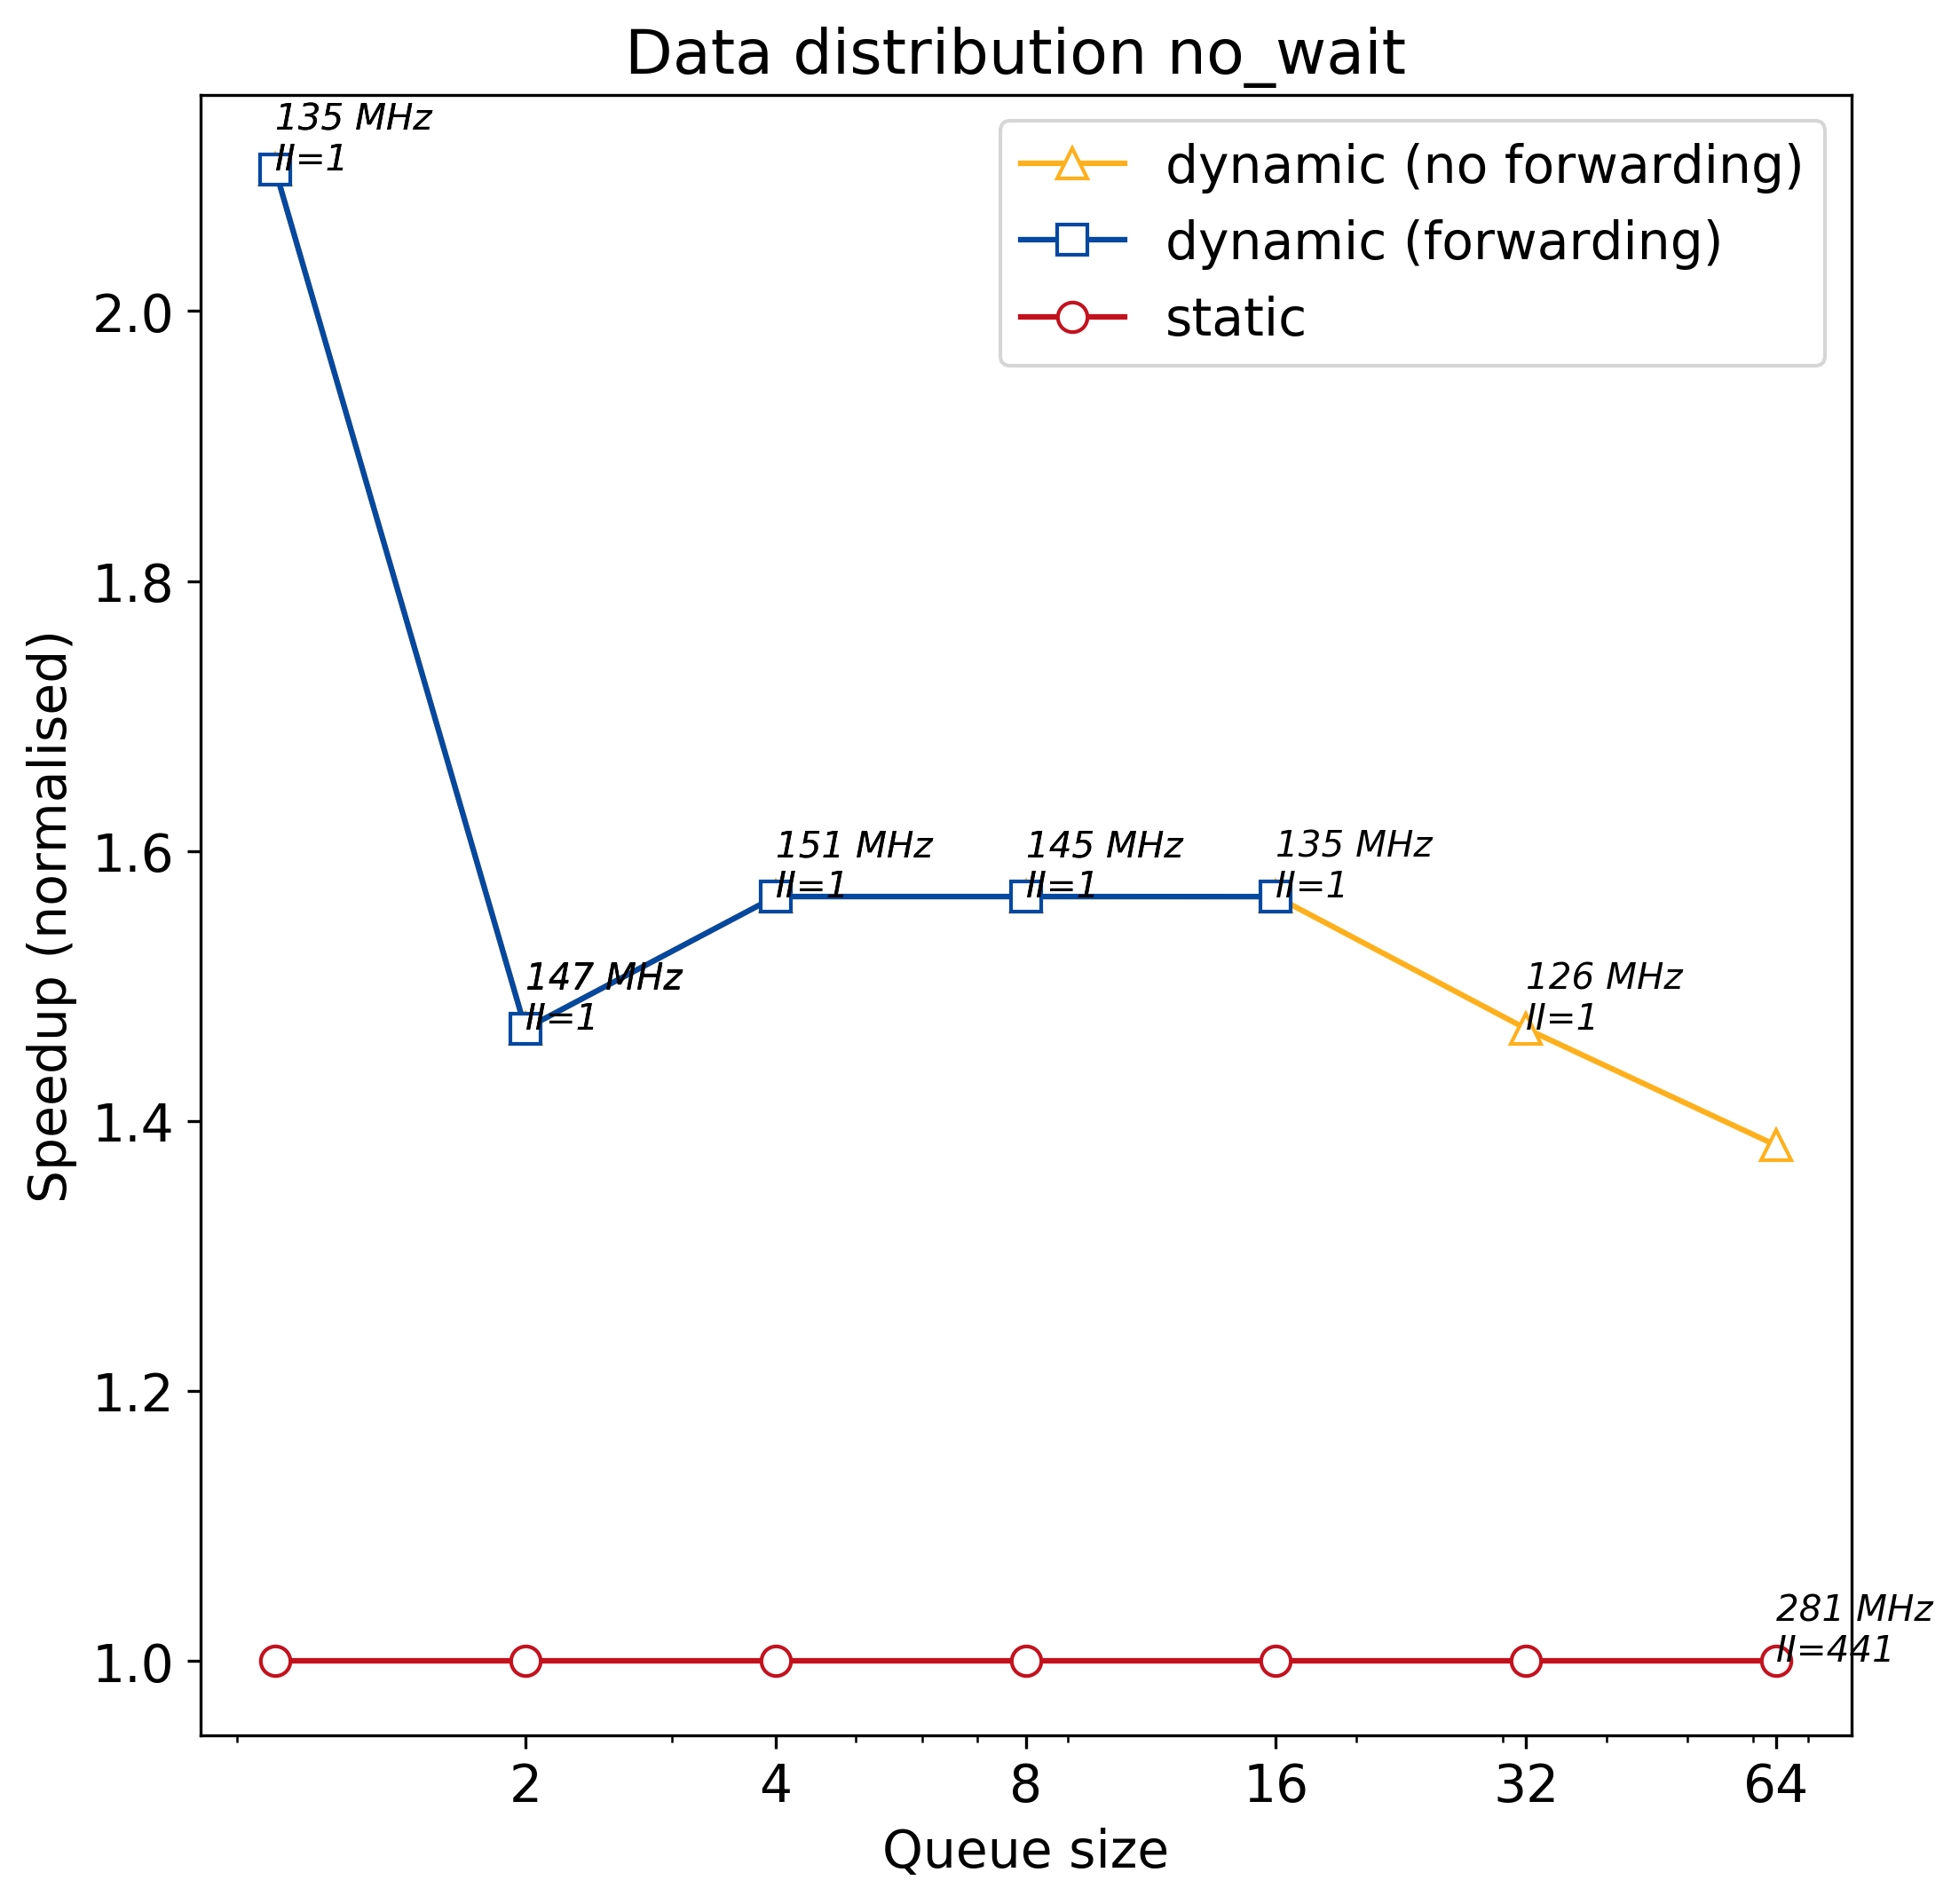 Data distribution no_wait
135 MHz
II=1
dynamic (no forwarding)
dynamic (forwarding)
static
2.0
1.8
1.6
1.4
1.2
1.0
Speedup (normalised)
151 MHz
II=1
145 MHz
II=1
135 MHz
II=1
147 MHz
II=1
126 MHz
II=1
281 MHz
II=441
2
4
8
16
32
64
Queue size